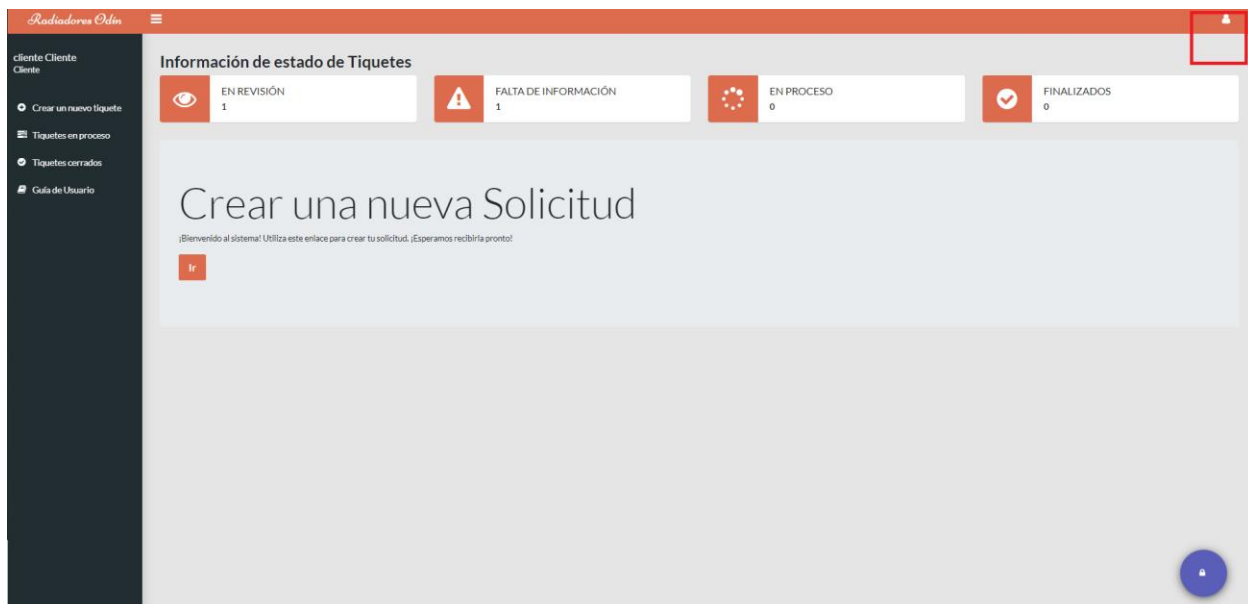 Radiadores Odín
cliente Cliente
Cliente
Crear un nuevo tiquete
Tiquetes en proceso
Tiquetes cerrados
Guía de Usuario
Información de estado de Tiquetes
EN REVISIÓN
1
FALTA DE INFORMACIÓN
1
EN PROCESO
0
FINALIZADOS
0
Crear una nueva Solicitud
¡Bienvenido al sistema! Utiliza este enlace para crear tu solicitud. ¡Esperamos recibirla pronto!
Ir